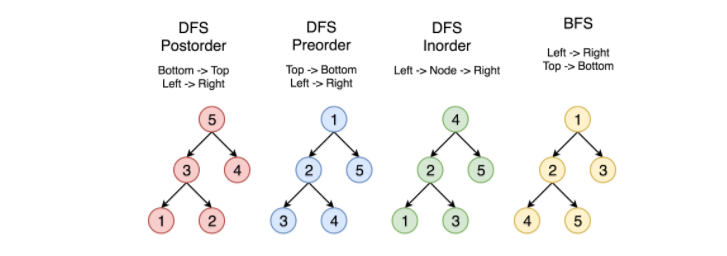 DFS
Postorder
Bottom -> Top
Left -> Right
5
3
4
1
2
DFS
Preorder
Top -> Bottom
Left -> Right
1
2
5
3
4
DFS
Inorder
Left -> Node -> Right
4
2
5
1
3
BFS
Left -> Right
Top -> Bottom
1
2
3
4
5